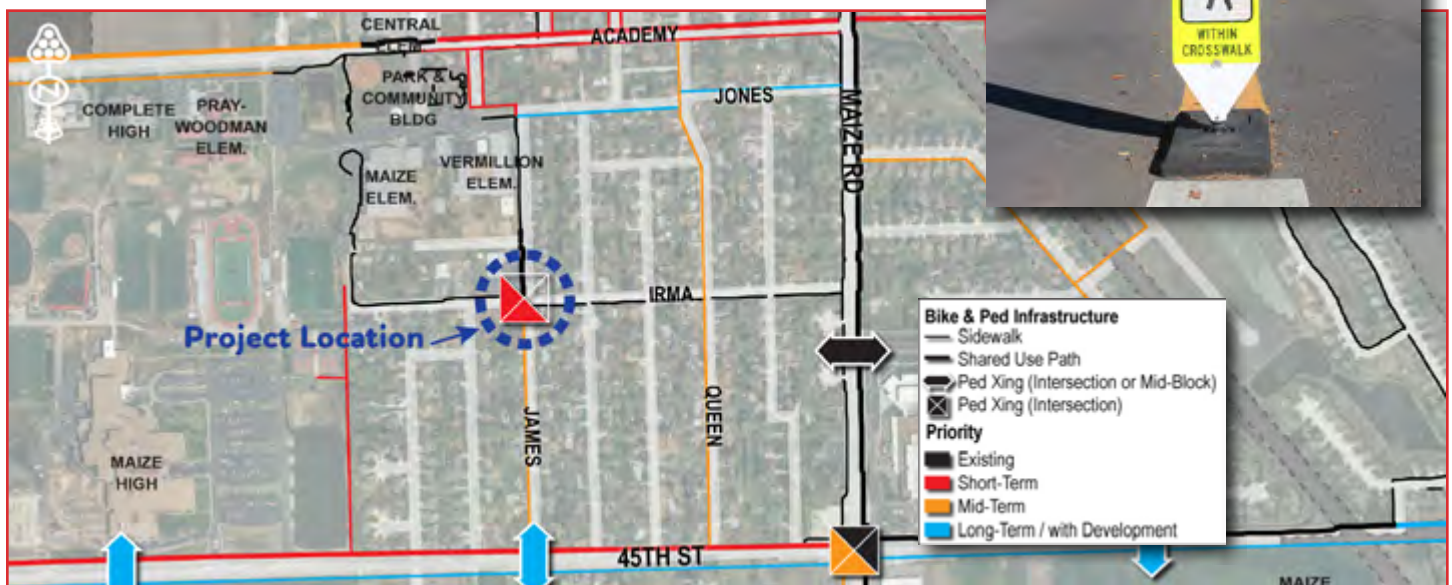 CENTRAL
ELEM.
ACADEMY
PARK &
COMMUNITY
BLDG
COMPLETE
HIGH
PRAY-
WOODMAN
ELEM.
JONES
MAIZE RD
VERMILLION
ELEM.
MAIZE
ELEM.
IRMA
Project Location
JAMES
QUEEN
MAIZE
HIGH
45TH ST
MAIZE
WITHIN
CROSSWALK
Bike & Ped Infrastructure
Sidewalk
Shared Use Path
Ped Xing (Intersection or Mid-Block)
Ped Xing (Intersection)
Priority
Existing
Short-Term
Mid-Term
Long-Term / with Development
N